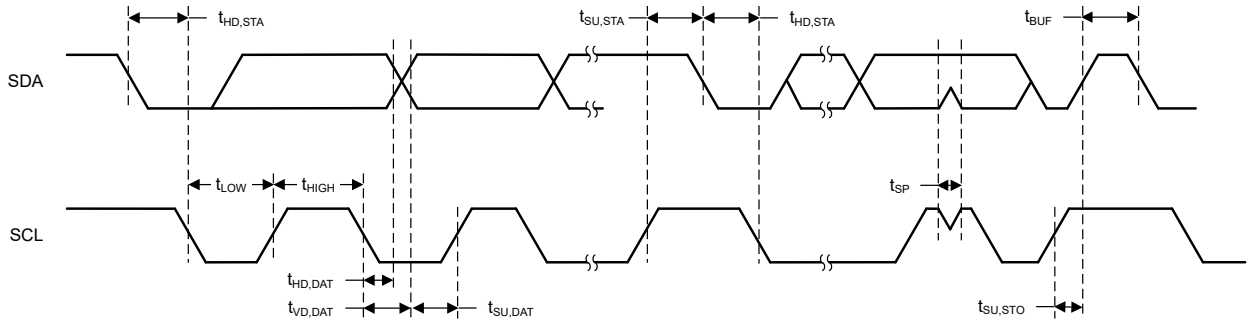 tHD,STA
tSU,STA
tHD,STA
tBUF
SDA
tLOW
tHIGH
tSP
SCL
tHD,DAT
tVD,DAT
tSU,DAT
tSU,STO